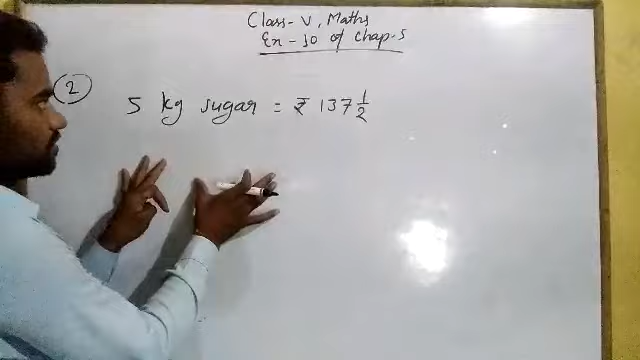 Class-V, Maths
Ex-10 of Chap-5
2
5 kg sugar = ₹ 137 1/2